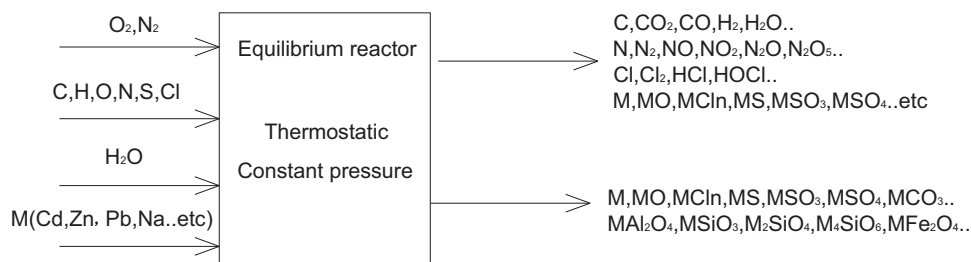 O₂,N₂
C,H,O,N,S,Cl
H₂O
M(Cd,Zn, Pb,Na..etc)
Equilibrium reactor
Thermostatic
Constant pressure
C,CO₂,CO,H₂,H₂O..
N,N₂,NO,NO₂,N₂O,N₂O₅..
Cl,Cl₂,HCl,HOCl..
M,MO,MCln,MS,MSO₃,MSO₄..etc
M,MO,MCln,MS,MSO₃,MSO₄,MCO₃..
MAl₂O₄,MSiO₃,M₂SiO₄,M₄SiO₆,MFe₂O₄..